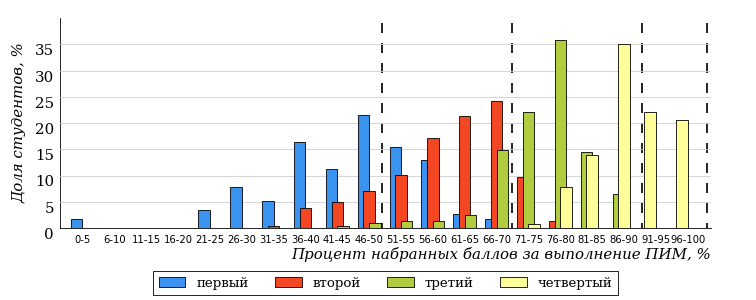 Доля студентов, %
35
30
25
20
15
10
5
0
0-5 6-10 11-15 16-20 21-25 26-30 31-35 36-40 41-45 46-50 51-55 56-60 61-65 66-70 71-75 76-80 81-85 86-90 91-95 96-100
Процент набранных баллов за выполнение ПИМ, %
первый второй третий четвертый